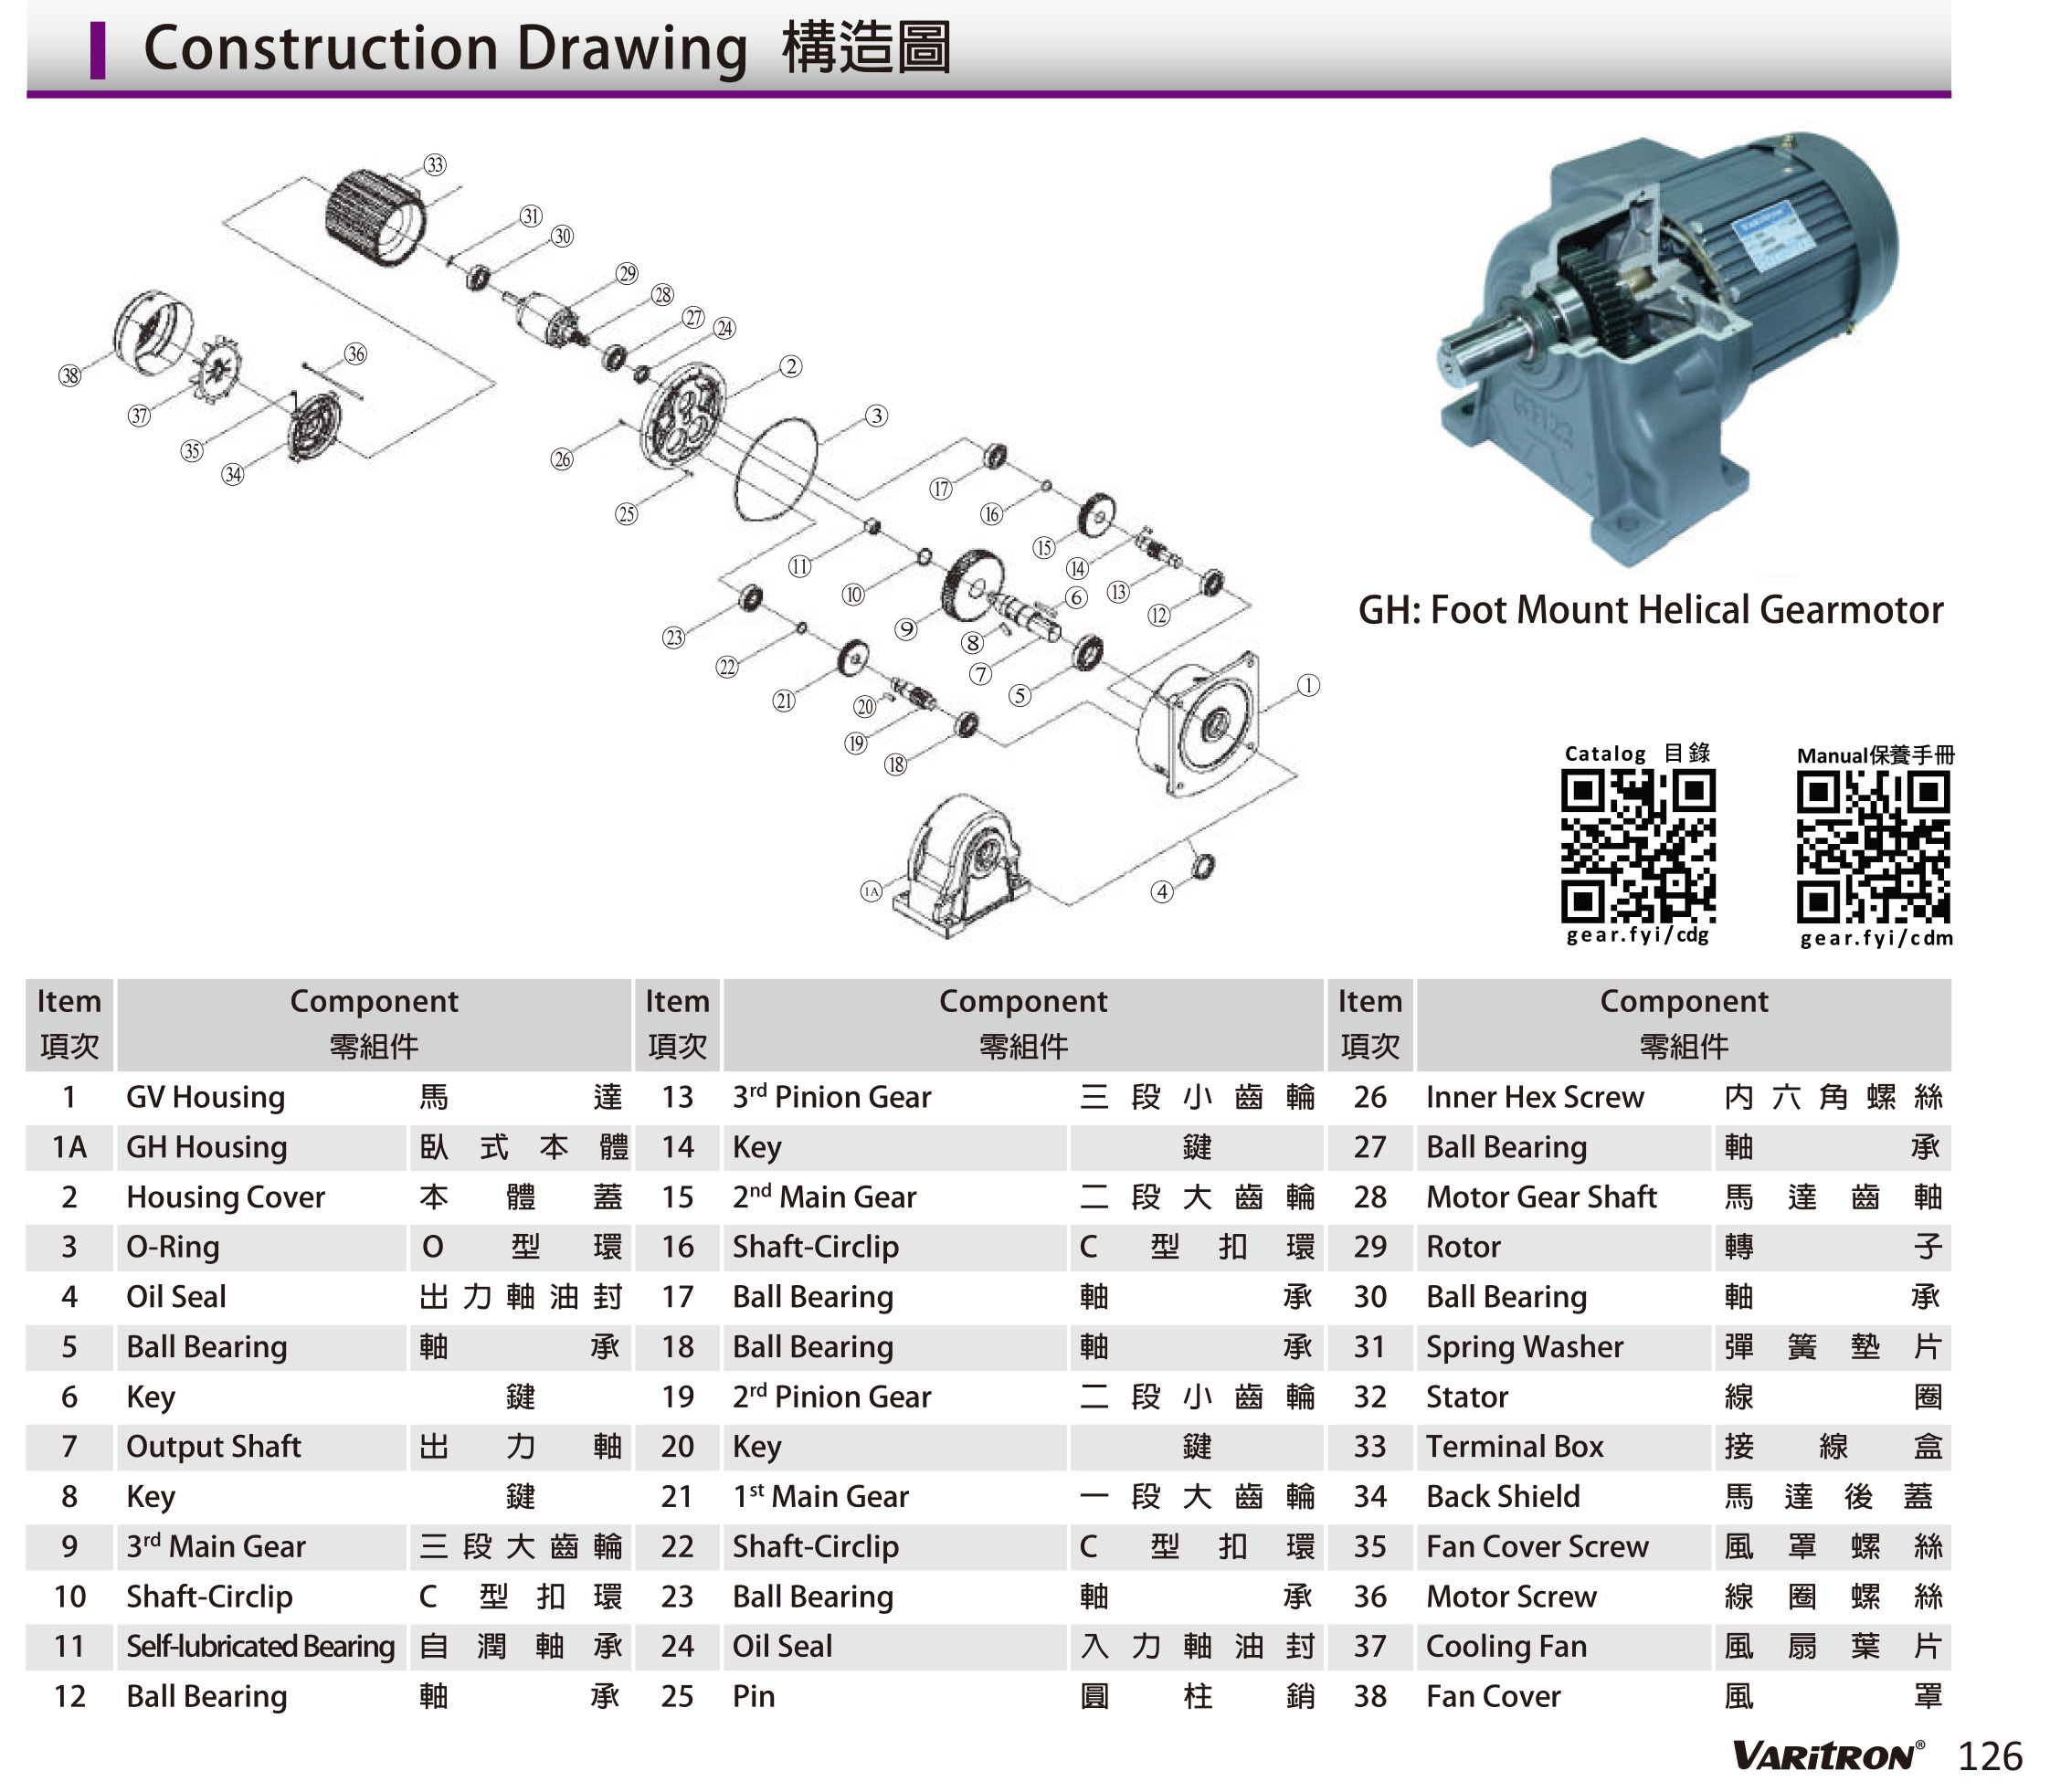 Construction Drawing 構造圖
33
31
30
29
28
27
24
2
3
38
37
36
35
34
26
25
17
16
15
14
13
12
11
10
9
8
6
7
5
23
22
21
20
19
18
1
1A
4
GH: Foot Mount Helical Gearmotor
Catalog 目錄
gear.fyi/cdg
Manual保養手冊
gear.fyi/cdm
Item Component Item Component Item Component
項次 零組件 項次 零組件 項次 零組件
1 GV Housing 馬達 13 3rd Pinion Gear 三段小齒輪 26 Inner Hex Screw 内六角螺絲
1A GH Housing 臥式本體 14 Key 鍵 27 Ball Bearing 軸承
2 Housing Cover 本體蓋 15 2nd Main Gear 二段大齒輪 28 Motor Gear Shaft 馬達齒軸
3 O-Ring O型環 16 Shaft-Circlip C型扣環 29 Rotor 轉子
4 Oil Seal 出力軸油封 17 Ball Bearing 軸承 30 Ball Bearing 軸承
5 Ball Bearing 軸承 18 Ball Bearing 軸承 31 Spring Washer 彈簧墊片
6 Key 鍵 19 2rd Pinion Gear 二段小齒輪 32 Stator 線圈
7 Output Shaft 出力軸 20 Key 鍵 33 Terminal Box 接線盒
8 Key 鍵 21 1st Main Gear 一段大齒輪 34 Back Shield 馬達後蓋
9 3rd Main Gear 三段大齒輪 22 Shaft-Circlip C型扣環 35 Fan Cover Screw 風罩螺絲
10 Shaft-Circlip C型扣環 23 Ball Bearing 軸承 36 Motor Screw 線圈螺絲
11 Self-lubricated Bearing 自潤軸承 24 Oil Seal 入力軸油封 37 Cooling Fan 風扇葉片
12 Ball Bearing 軸承 25 Pin 圓柱銷 38 Fan Cover 風罩
VARiTRON® 126